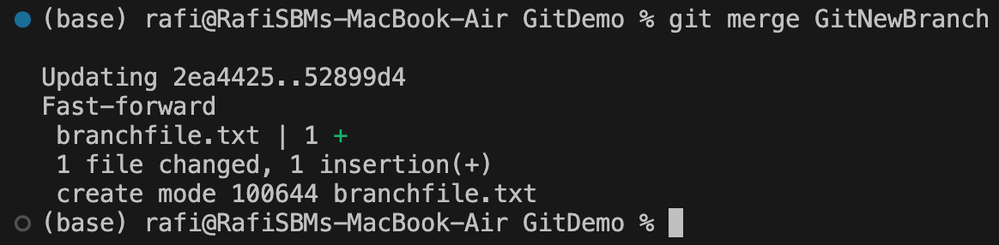 (base) rafi@RafiSBMs-MacBook-Air GitDemo % git merge GitNewBranch
Updating 2ea4425..52899d4
Fast-forward
 branchfile.txt | 1 +
 1 file changed, 1 insertion(+)
 create mode 100644 branchfile.txt
(base) rafi@RafiSBMs-MacBook-Air GitDemo %